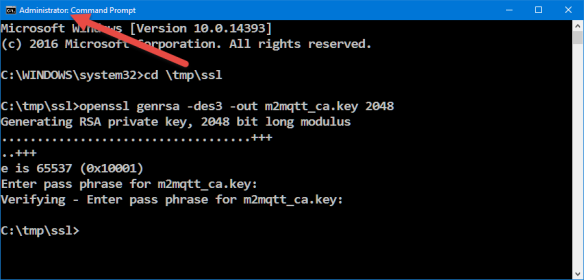 Administrator: Command Prompt
Microsoft Windows [Version 10.0.14393]
(c) 2016 Microsoft Corporation. All rights reserved.
C:\WINDOWS\system32>cd \tmp\ssl
C:\tmp\ssl>openssl genrsa -des3 -out m2mqtt_ca.key 2048
Generating RSA private key, 2048 bit long modulus
...................................+++
..+++
e is 65537 (0x10001)
Enter pass phrase for m2mqtt_ca.key:
Verifying - Enter pass phrase for m2mqtt_ca.key:
C:\tmp\ssl>